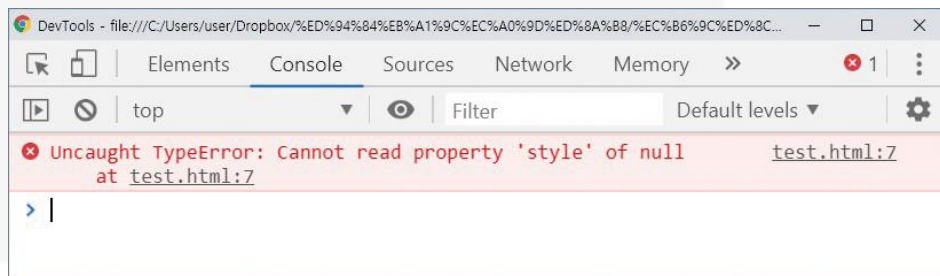 DevTools - file:///C:/Users/user/Dropbox/%ED%94%84%EB%A1%9C%EC%A0%9D%ED%8A%B8/%EC%B6%9C%ED%8C...
Elements Console Sources Network Memory » 1
top Filter Default levels ▼
Uncaught TypeError: Cannot read property 'style' of null test.html:7
at test.html:7
>